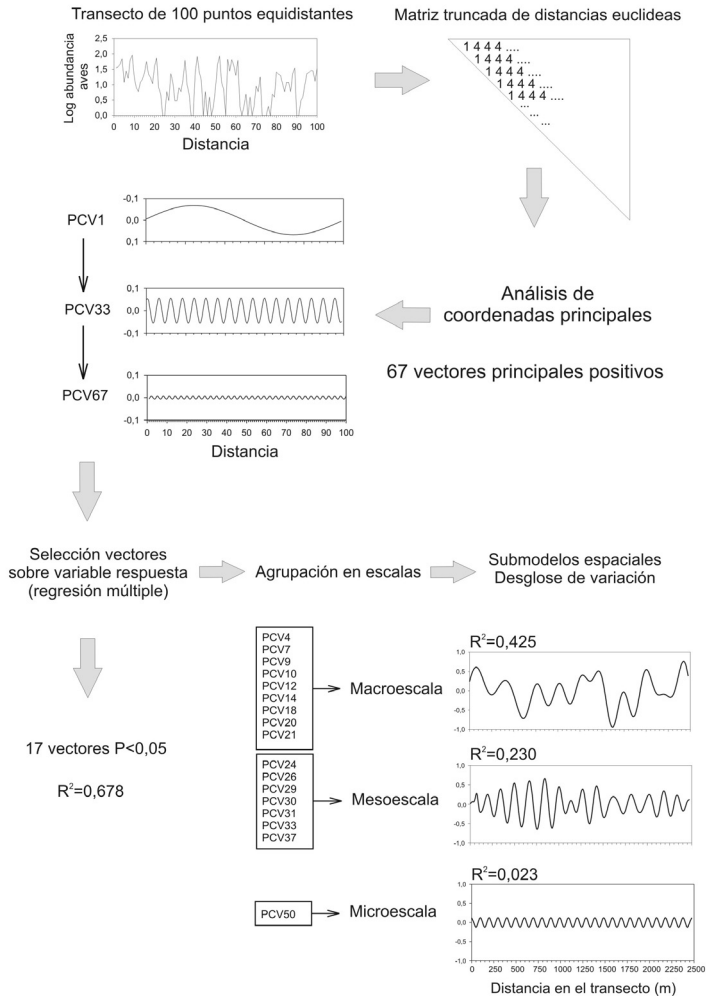 Transecto de 100 puntos equidistantes
Matriz truncada de distancias euclideas
Log abundancia
aves
2,5
2,0
1,5
1,0
0,5
0,0
0 10 20 30 40 50 60 70 80 90 100
Distancia
1 4 4 4 ....
1 4 4 4 ....
1 4 4 4 ....
1 4 4 4 ....
1 4 4 4 ....
...
...
...
PCV1
-0,1
0,0
0,1
PCV33
0,1
0,0
-0,1
PCV67
0,1
0,0
-0,1
0 10 20 30 40 50 60 70 80 90 100
Distancia
Análisis de
coordenadas principales
67 vectores principales positivos
Selección vectores
sobre variable respuesta
(regresión múltiple)
Agrupación en escalas
Submodelos espaciales
Desglose de variación
17 vectores P<0,05
R²=0,678
PCV4
PCV7
PCV9
PCV10
PCV12
PCV14
PCV18
PCV20
PCV21
Macroescala
R²=0,425
1,0
0,5
0,0
-0,5
-1,0
PCV24
PCV26
PCV29
PCV30
PCV31
PCV33
PCV37
Mesoescala
R²=0,230
1,0
0,5
0,0
-0,5
-1,0
PCV50
Microescala
R²=0,023
1,0
0,5
0,0
-0,5
-1,0
0 250 500 750 1000 1250 1500 1750 2000 2250 2500
Distancia en el transecto (m)